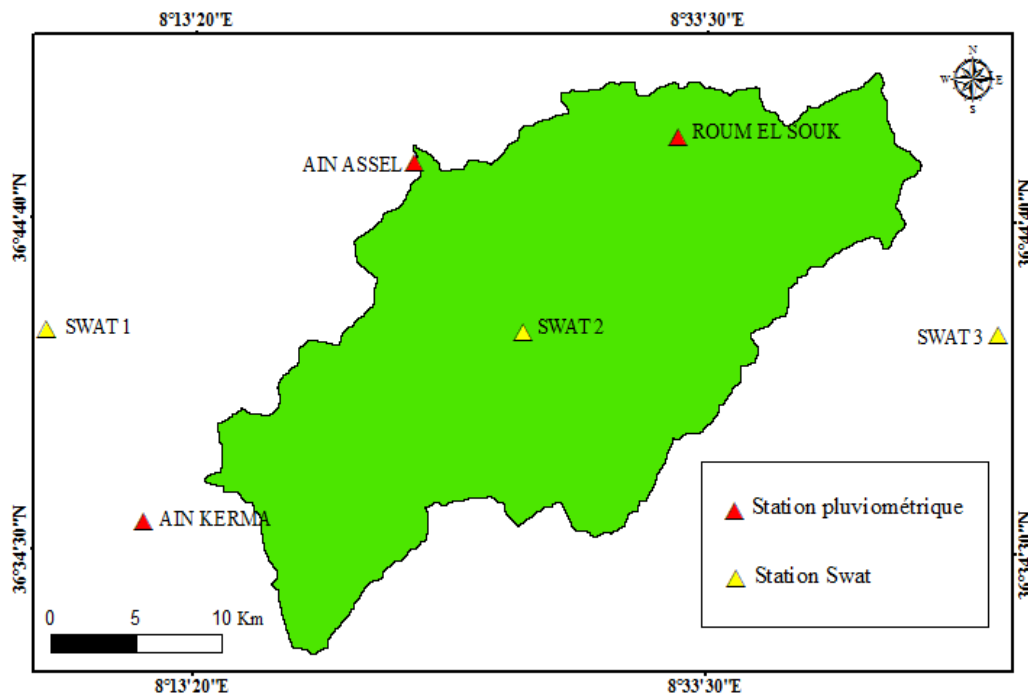 8°13'20"E
8°33'30"E
N
W
E
S
ROUM EL SOUK
AIN ASSEL
36°44'40"N
36°44'40"N
SWAT 1
SWAT 2
SWAT 3
Station pluviométrique
AIN KERMA
36°34'30"N
36°34'30"N
Station Swat
0
5
10 Km
8°13'20"E
8°33'30"E